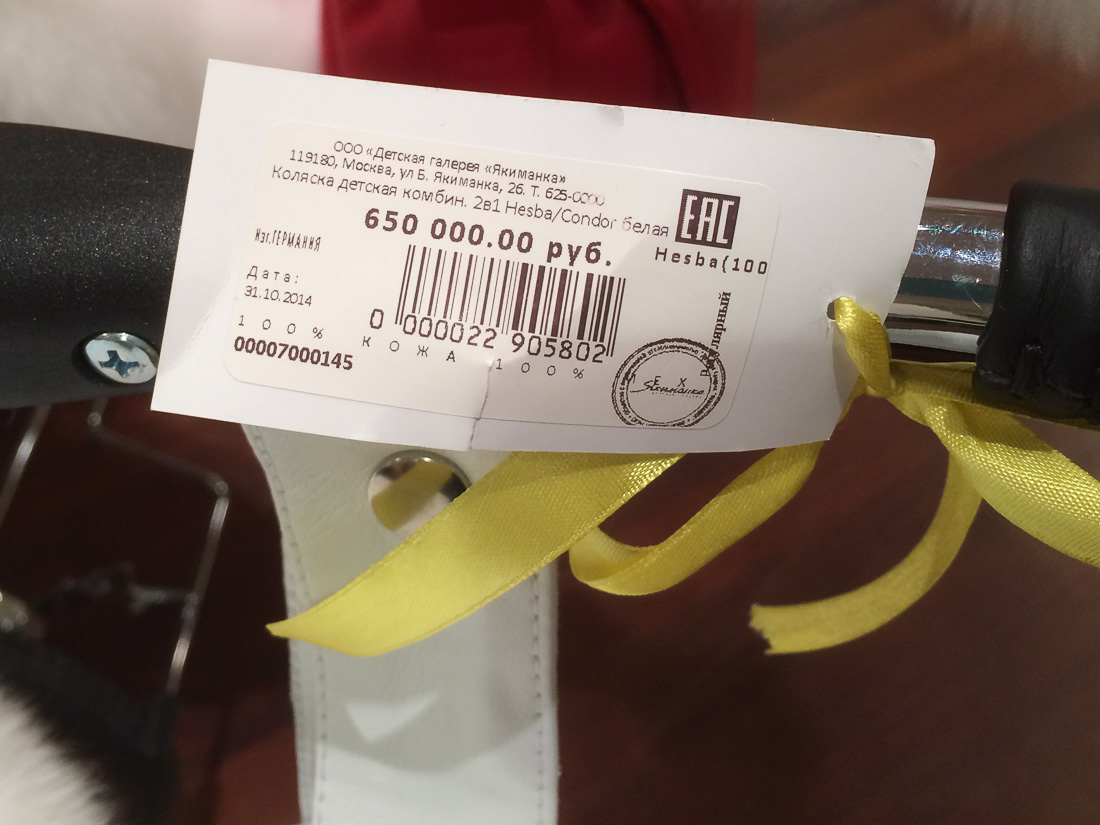 ООО «Детская галерея «Якиманка»
119180, Москва, ул Б. Якиманка, 26. Т. 625-0000
Коляска детская комбин. 2в1 Hesba/Condor белая
650 000.00 руб.
EAC
Hesba(100
Изг.ГЕРМАНИЯ
Дата:
31.10.2014
0 000022 905802
100%
КОЖА 100%
00007000145